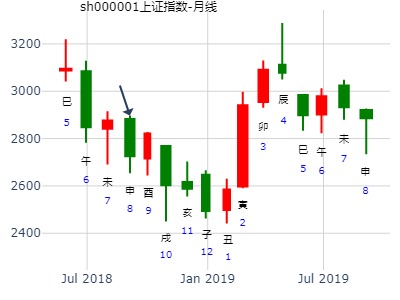 sh000001上证指数-月线
3200
3000
2800
2600
2400
巳
5
午
6
未
7
申
8
酉
9
戌
10
亥
11
子
12
丑
1
寅
2
卯
3
辰
4
巳
5
午
6
未
7
申
8
Jul 2018
Jan 2019
Jul 2019